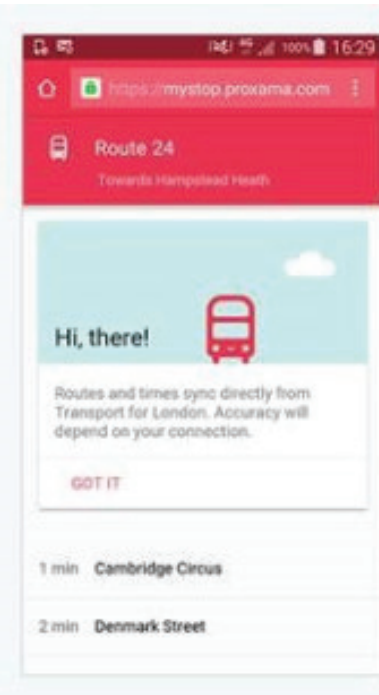 100% 16:29
https://mystop.proxama.com
Route 24
Towards Hampstead Heath
Hi, there!
Routes and times sync directly from
Transport for London. Accuracy will
depend on your connection.
GOT IT
1 min Cambridge Circus
2 min Denmark Street